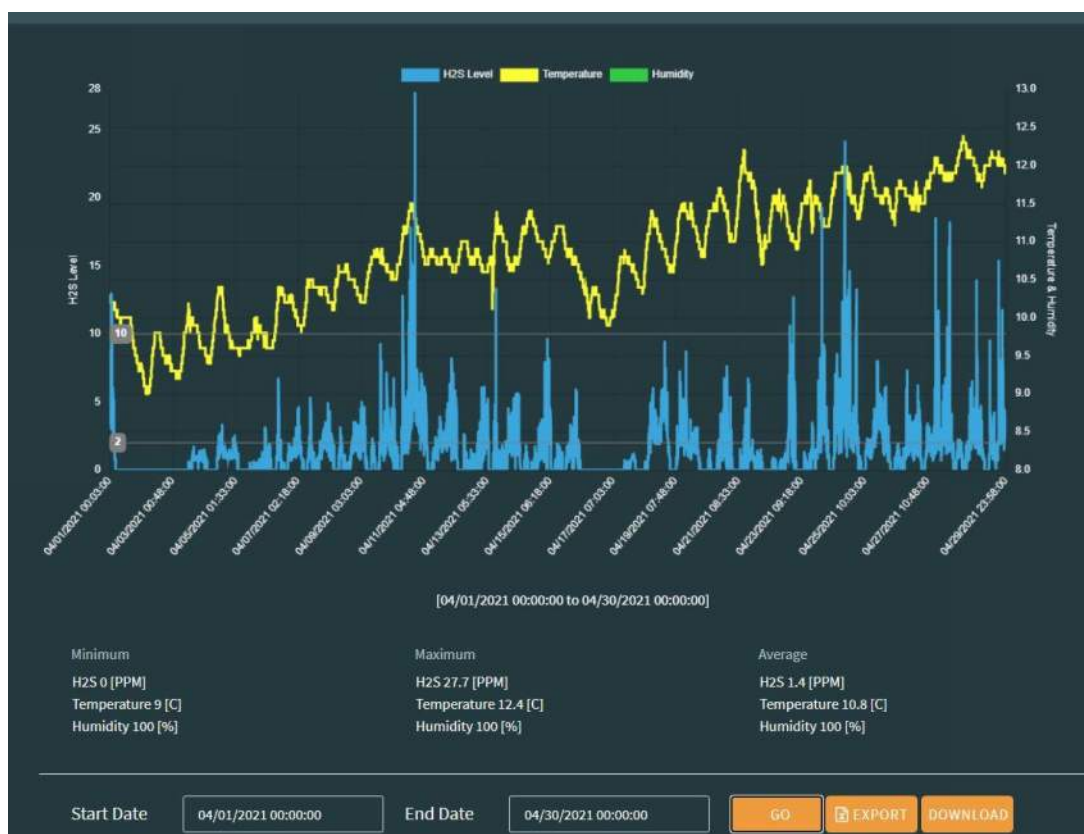 H2S Level Temperature Humidity
28
25
20
15
10
5
0
H2S Level
10
2
13.0
12.5
12.0
11.5
11.0
10.5
10.0
9.5
9.0
8.5
8.0
Temperature & Humidity
04/01/2021 00:03:00
04/03/2021 00:48:00
04/05/2021 01:33:00
04/07/2021 02:18:00
04/09/2021 03:03:00
04/11/2021 04:48:00
04/13/2021 05:33:00
04/15/2021 06:18:00
04/17/2021 07:03:00
04/19/2021 07:48:00
04/21/2021 08:33:00
04/23/2021 09:18:00
04/25/2021 10:03:00
04/27/2021 10:48:00
04/29/2021 23:58:00
[04/01/2021 00:00:00 to 04/30/2021 00:00:00]
Minimum
H2S 0 [PPM]
Temperature 9 [C]
Humidity 100 [%]
Maximum
H2S 27.7 [PPM]
Temperature 12.4 [C]
Humidity 100 [%]
Average
H2S 1.4 [PPM]
Temperature 10.8 [C]
Humidity 100 [%]
Start Date 04/01/2021 00:00:00 End Date 04/30/2021 00:00:00 GO EXPORT DOWNLOAD